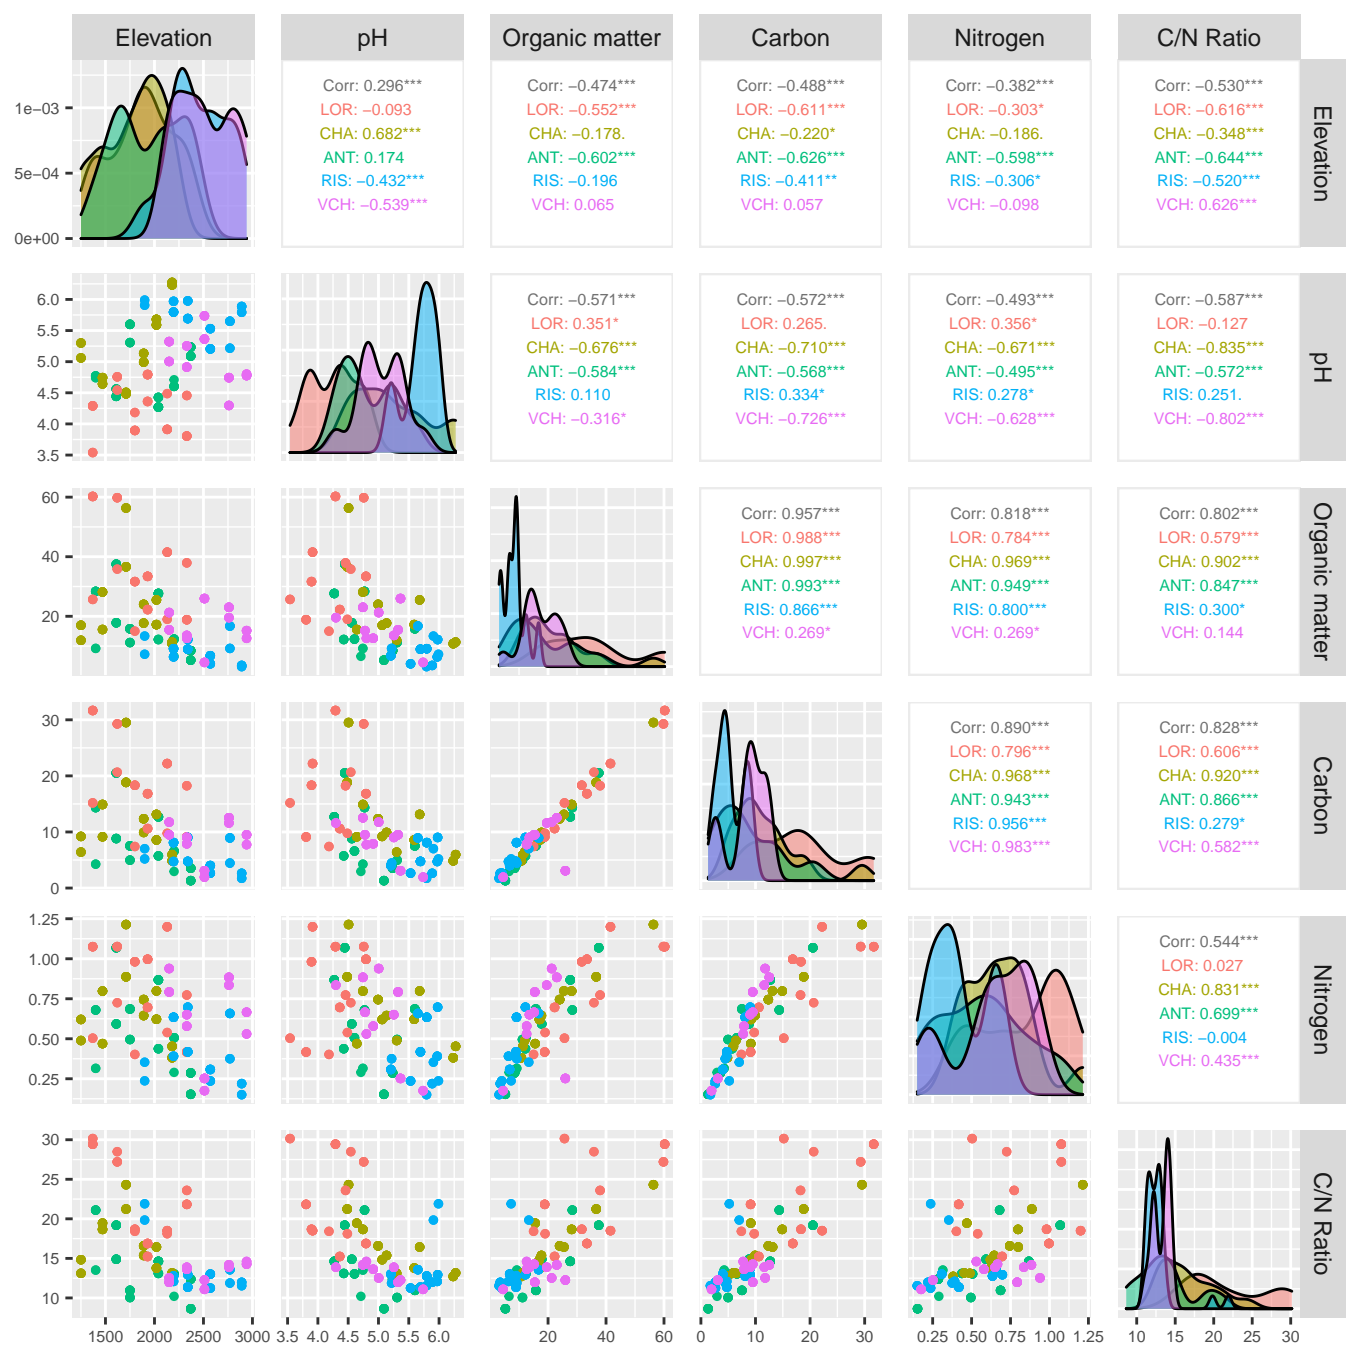 Elevation pH Organic matter Carbon Nitrogen C/N Ratio
1e−03
5e−04
0e+00
Corr: 0.296***
LOR: −0.093
CHA: 0.682***
ANT: 0.174
RIS: −0.432***
VCH: −0.539***
Corr: −0.474***
LOR: −0.552***
CHA: −0.178.
ANT: −0.602***
RIS: −0.196
VCH: 0.065
Corr: −0.488***
LOR: −0.611***
CHA: −0.220*
ANT: −0.626***
RIS: −0.411**
VCH: 0.057
Corr: −0.382***
LOR: −0.303*
CHA: −0.186.
ANT: −0.598***
RIS: −0.306*
VCH: −0.098
Corr: −0.530***
LOR: −0.616***
CHA: −0.348***
ANT: −0.644***
RIS: −0.520***
VCH: 0.626***
Elevation
6.0
5.5
5.0
4.5
4.0
3.5
Corr: −0.571***
LOR: 0.351*
CHA: −0.676***
ANT: −0.584***
RIS: 0.110
VCH: −0.316*
Corr: −0.572***
LOR: 0.265.
CHA: −0.710***
ANT: −0.568***
RIS: 0.334*
VCH: −0.726***
Corr: −0.493***
LOR: 0.356*
CHA: −0.671***
ANT: −0.495***
RIS: 0.278*
VCH: −0.628***
Corr: −0.587***
LOR: −0.127
CHA: −0.835***
ANT: −0.572***
RIS: 0.251.
VCH: −0.802***
pH
60
40
20
Corr: 0.957***
LOR: 0.988***
CHA: 0.997***
ANT: 0.993***
RIS: 0.866***
VCH: 0.269*
Corr: 0.818***
LOR: 0.784***
CHA: 0.969***
ANT: 0.949***
RIS: 0.800***
VCH: 0.269*
Corr: 0.802***
LOR: 0.579***
CHA: 0.902***
ANT: 0.847***
RIS: 0.300*
VCH: 0.144
Organic matter
30
20
10
0
Corr: 0.890***
LOR: 0.796***
CHA: 0.968***
ANT: 0.943***
RIS: 0.956***
VCH: 0.983***
Corr: 0.828***
LOR: 0.606***
CHA: 0.920***
ANT: 0.866***
RIS: 0.279*
VCH: 0.582***
Carbon
1.25
1.00
0.75
0.50
0.25
Corr: 0.544***
LOR: 0.027
CHA: 0.831***
ANT: 0.699***
RIS: −0.004
VCH: 0.435***
Nitrogen
30
25
20
15
10
C/N Ratio
1500 2000 2500 3000 3.5 4.0 4.5 5.0 5.5 6.0 20 40 60 0 10 20 30 0.25 0.50 0.75 1.00 1.25 10 15 20 25 30